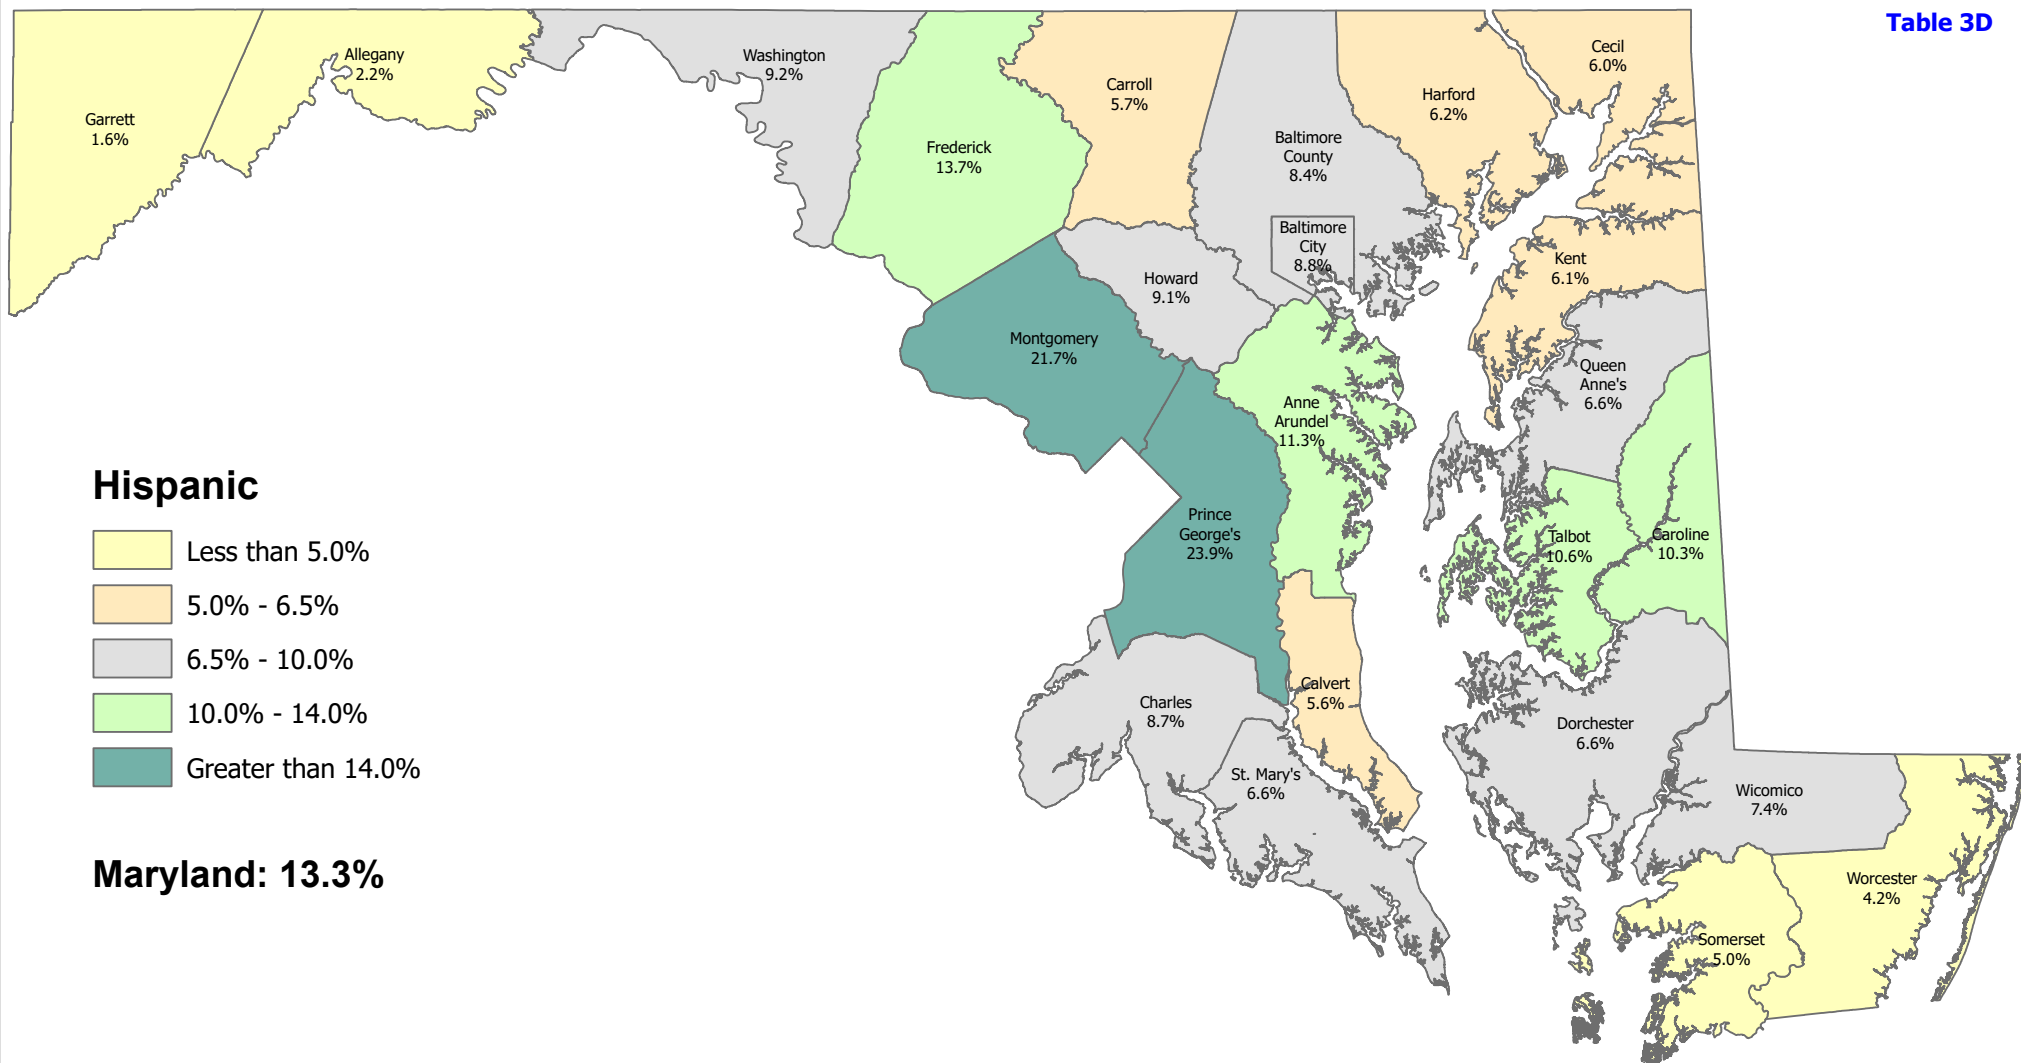 Table 3D
Garrett
1.6%
Allegany
2.2%
Washington
9.2%
Frederick
13.7%
Carroll
5.7%
Baltimore
County
8.4%
Baltimore
City
8.8%
Harford
6.2%
Cecil
6.0%
Kent
6.1%
Howard
9.1%
Montgomery
21.7%
Queen
Anne's
6.6%
Anne
Arundel
11.3%
Prince
George's
23.9%
Talbot
10.6%
Caroline
10.3%
Calvert
5.6%
Charles
8.7%
St. Mary's
6.6%
Dorchester
6.6%
Wicomico
7.4%
Worcester
4.2%
Somerset
5.0%
Hispanic
Less than 5.0%
5.0% - 6.5%
6.5% - 10.0%
10.0% - 14.0%
Greater than 14.0%
Maryland: 13.3%